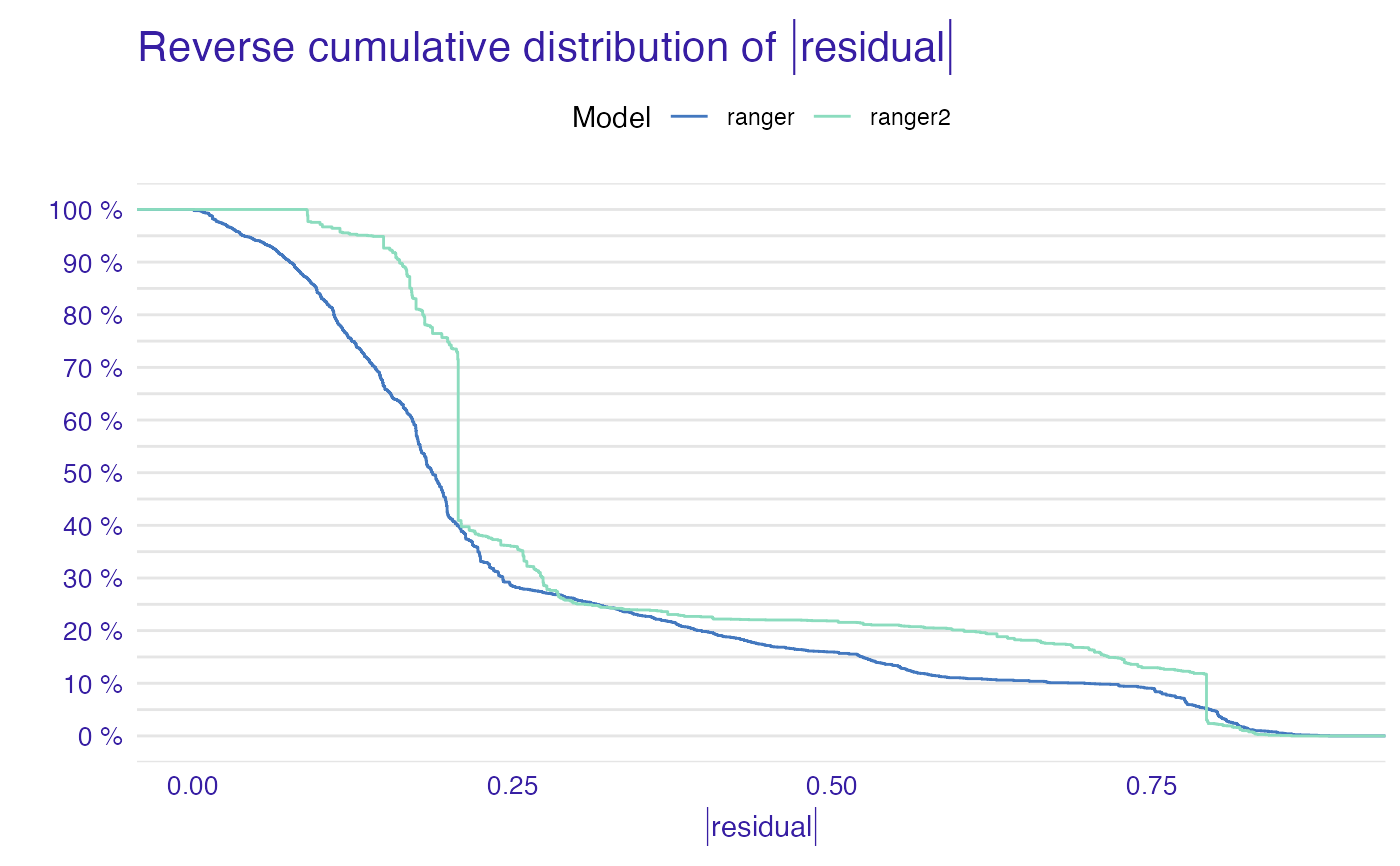 Reverse cumulative distribution of |residual|
Model ranger ranger2
100 %
90 %
80 %
70 %
60 %
50 %
40 %
30 %
20 %
10 %
0 %
0.00 0.25 0.50 0.75
|residual|